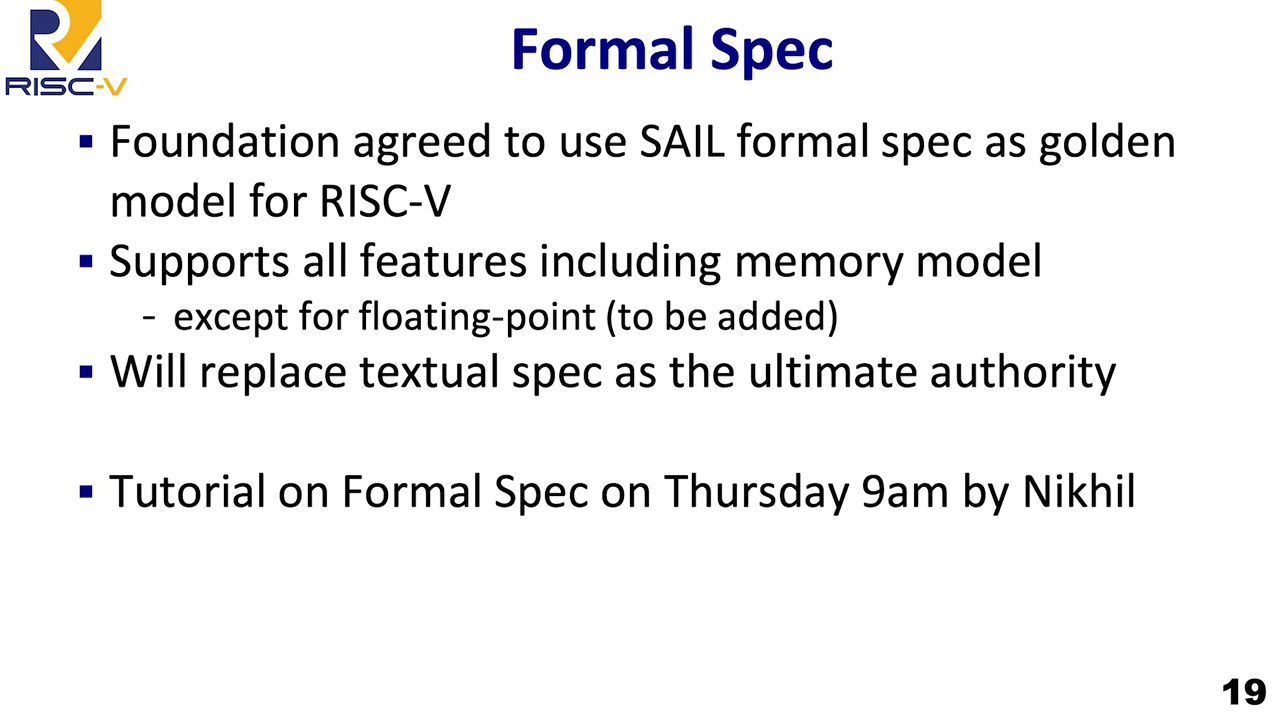 RISC-V
Formal Spec
▪ Foundation agreed to use SAIL formal spec as golden
model for RISC-V
▪ Supports all features including memory model
- except for floating-point (to be added)
▪ Will replace textual spec as the ultimate authority
▪ Tutorial on Formal Spec on Thursday 9am by Nikhil
19